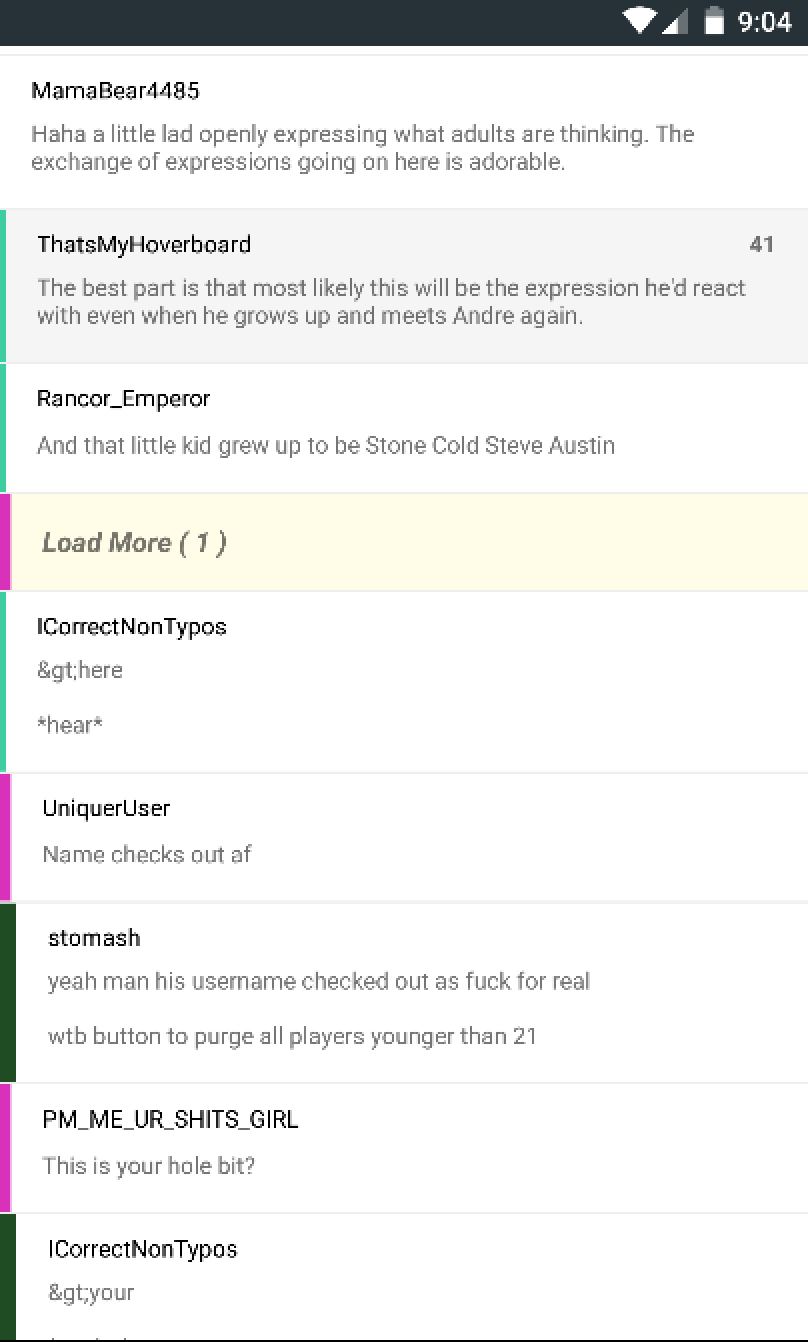 9:04
MamaBear4485
Haha a little lad openly expressing what adults are thinking. The
exchange of expressions going on here is adorable.
ThatsMyHoverboard 41
The best part is that most likely this will be the expression he'd react
with even when he grows up and meets Andre again.
Rancor_Emperor
And that little kid grew up to be Stone Cold Steve Austin
Load More ( 1 )
ICorrectNonTypos
&gt;here
*hear*
UniquerUser
Name checks out af
stomash
yeah man his username checked out as fuck for real
wtb button to purge all players younger than 21
PM_ME_UR_SHITS_GIRL
This is your hole bit?
ICorrectNonTypos
&gt;your